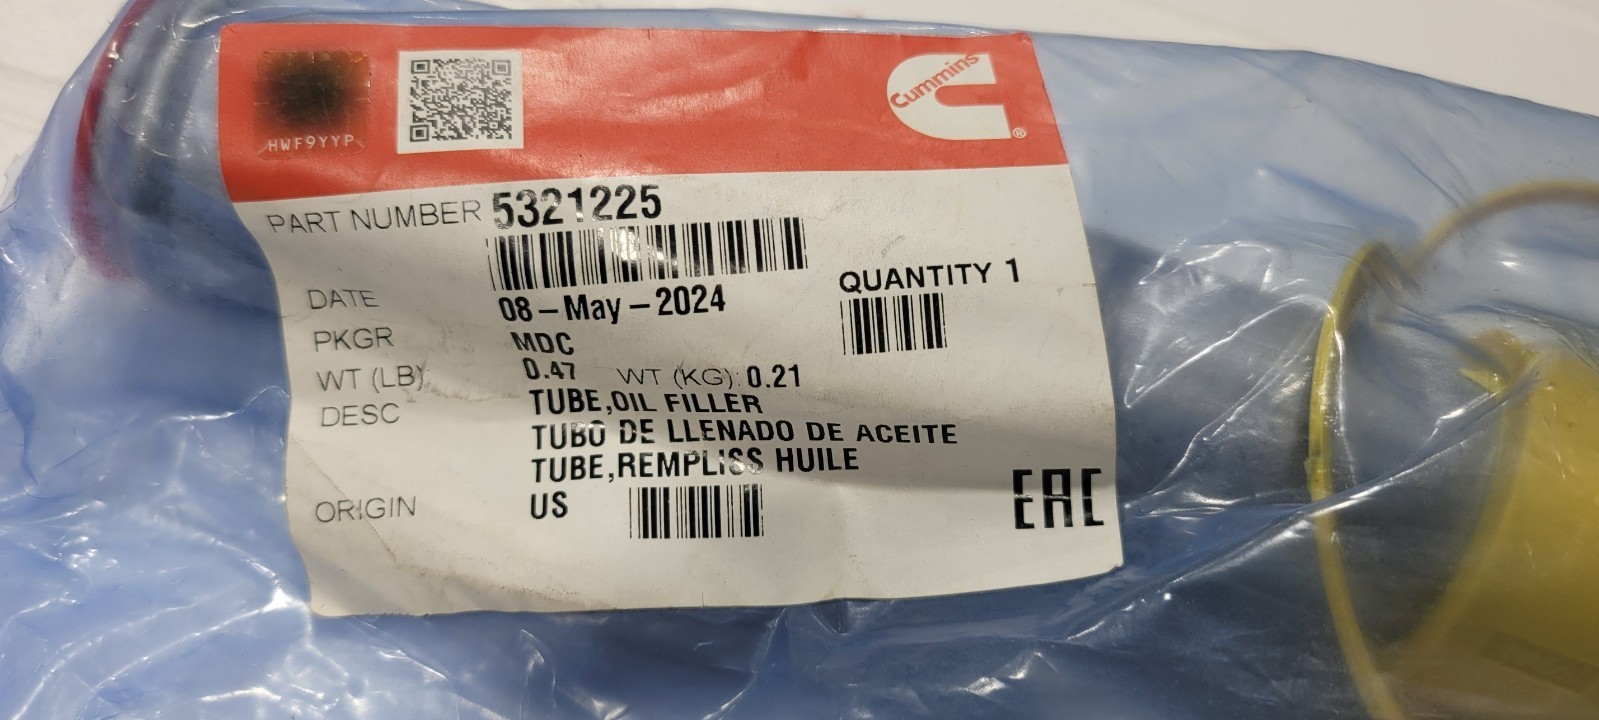 Cummins
®
HWF9YYP
PART NUMBER 5321225
QUANTITY 1
DATE 08-May-2024
PKGR MDC
WT (LB): 0.47 WT (KG): 0.21
DESC TUBE,OIL FILLER
TUBO DE LLENADO DE ACEITE
TUBE,REMPLISS HUILE
ORIGIN US
EAC